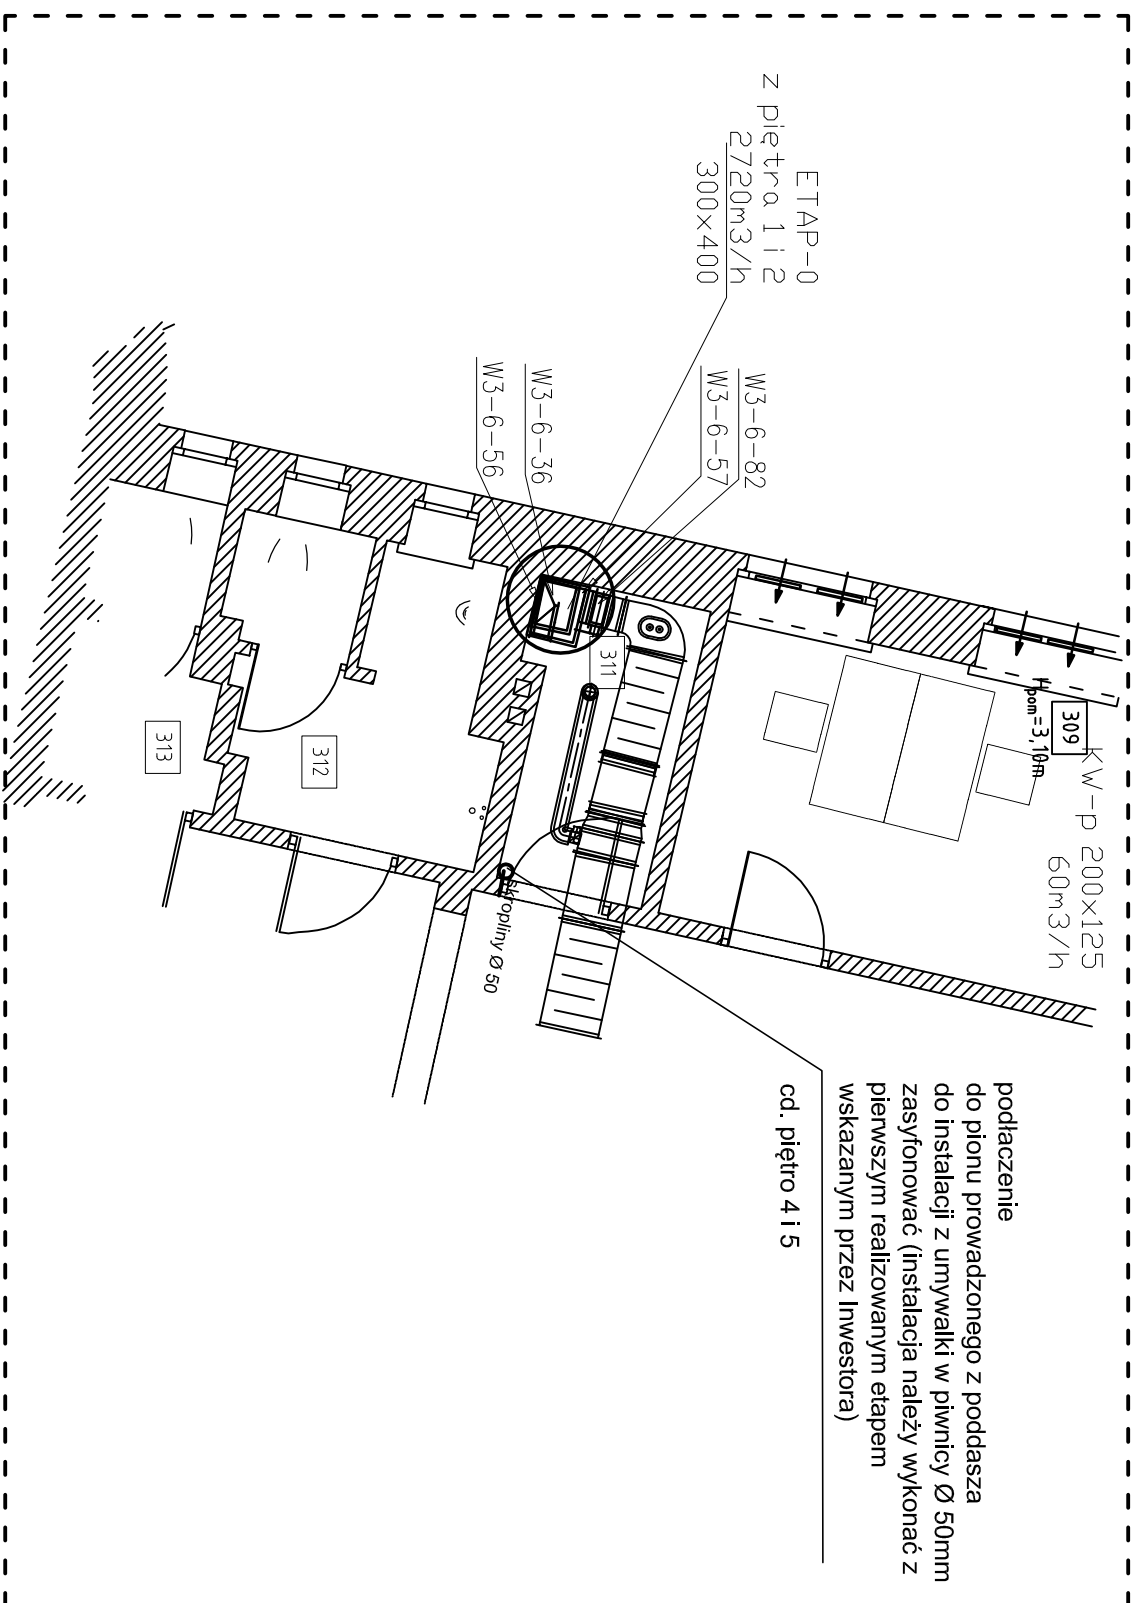 ETAP-0
z piętra 1 i 2
2720m3/h
300x400
W3-6-82
W3-6-57
W3-6-36
W3-6-56
KW-p 200x125
60m3/h
309
Hpom=3,10m
311
312
313
skropliny Ø 50
podłaczenie
do pionu prowadzonego z poddasza
do instalacji z umywalki w piwnicy Ø 50mm
zasyfonować (instalacja należy wykonać z
pierwszym realizowanym etapem
wskazanym przez Inwestora)
cd. piętro 4 i 5